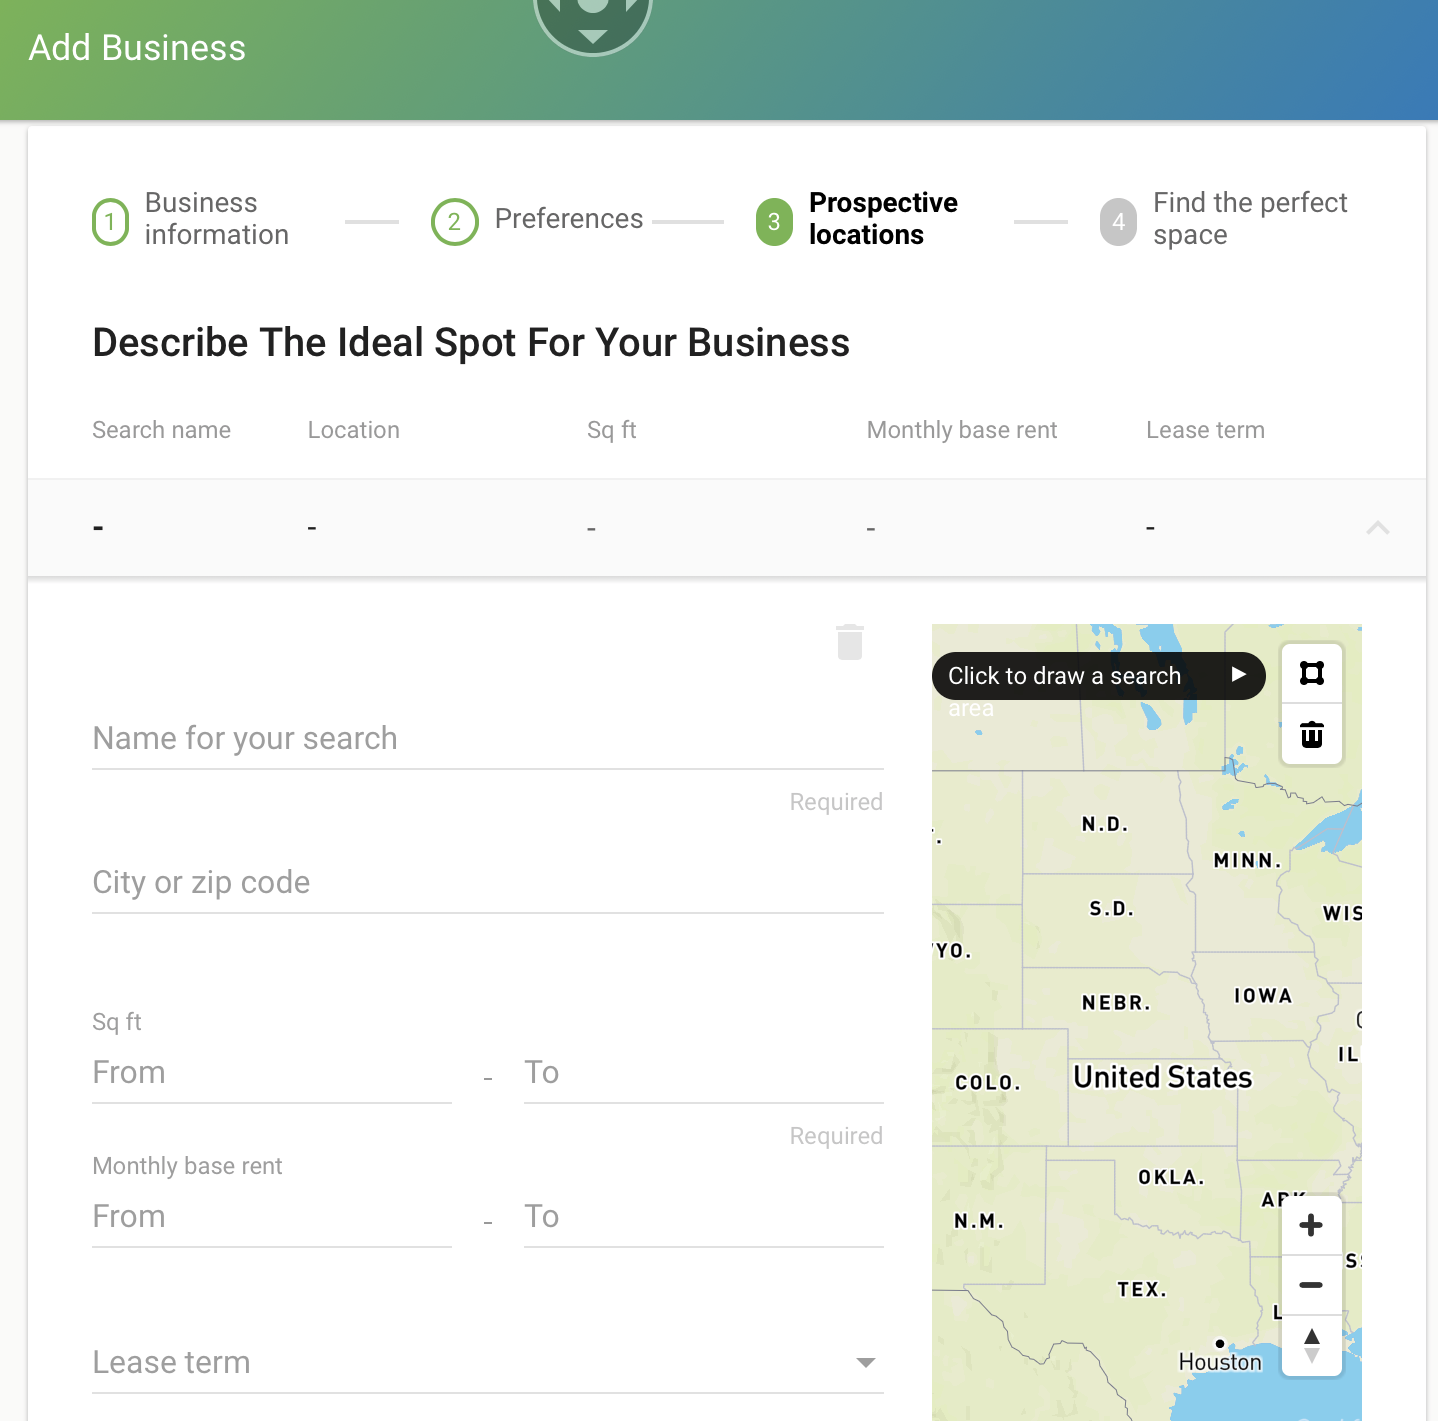 Add Business
1
Business
information
2
Preferences
3
Prospective
locations
4
Find the perfect
space
Describe The Ideal Spot For Your Business
Search name Location Sq ft Monthly base rent Lease term
- - - - -
Name for your search
Required
City or zip code
Sq ft
From - To
Required
Monthly base rent
From - To
Lease term
Click to draw a search
area
N.D.
MINN.
S.D.
WIS
YO.
NEBR.
IOWA
IL
COLO.
United States
OKLA.
N.M.
TEX.
Houston